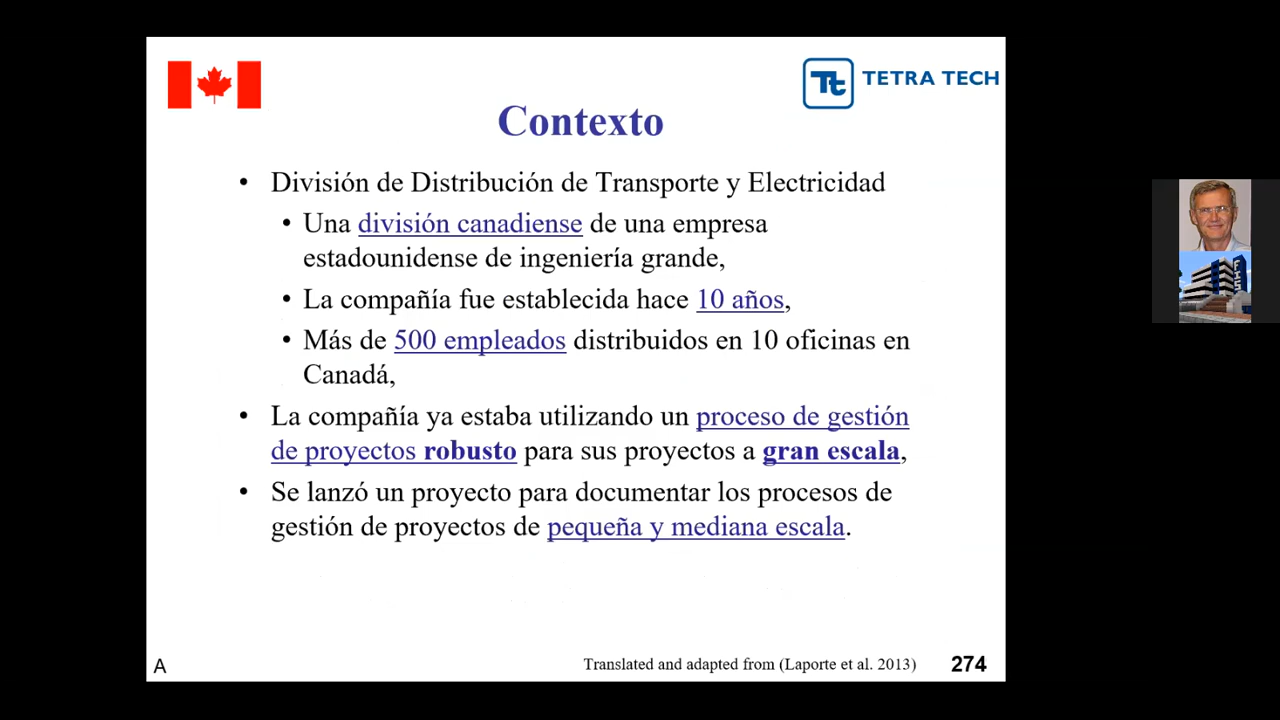 Tt TETRA TECH
Contexto
• División de Distribución de Transporte y Electricidad
• Una división canadiense de una empresa
estadounidense de ingeniería grande,
• La compañía fue establecida hace 10 años,
• Más de 500 empleados distribuidos en 10 oficinas en
Canadá,
• La compañía ya estaba utilizando un proceso de gestión
de proyectos robusto para sus proyectos a gran escala,
• Se lanzó un proyecto para documentar los procesos de
gestión de proyectos de pequeña y mediana escala.
A
Translated and adapted from (Laporte et al. 2013)
274